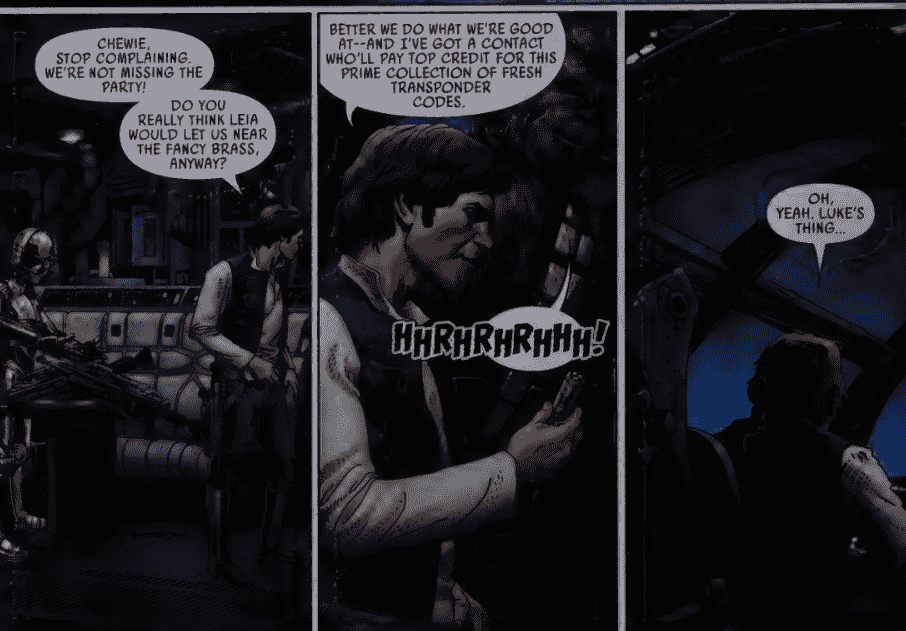 CHEWIE,
STOP COMPLAINING.
WE'RE NOT MISSING THE
PARTY!
DO YOU
REALLY THINK LEIA
WOULD LET US NEAR
THE FANCY BRASS,
ANYWAY?
BETTER WE DO WHAT WE'RE GOOD
AT--AND I'VE GOT A CONTACT
WHO'LL PAY TOP CREDIT FOR THIS
PRIME COLLECTION OF FRESH
TRANSPONDER
CODES.
HHRHRHRHHH!
OH,
YEAH. LUKE'S
THING...